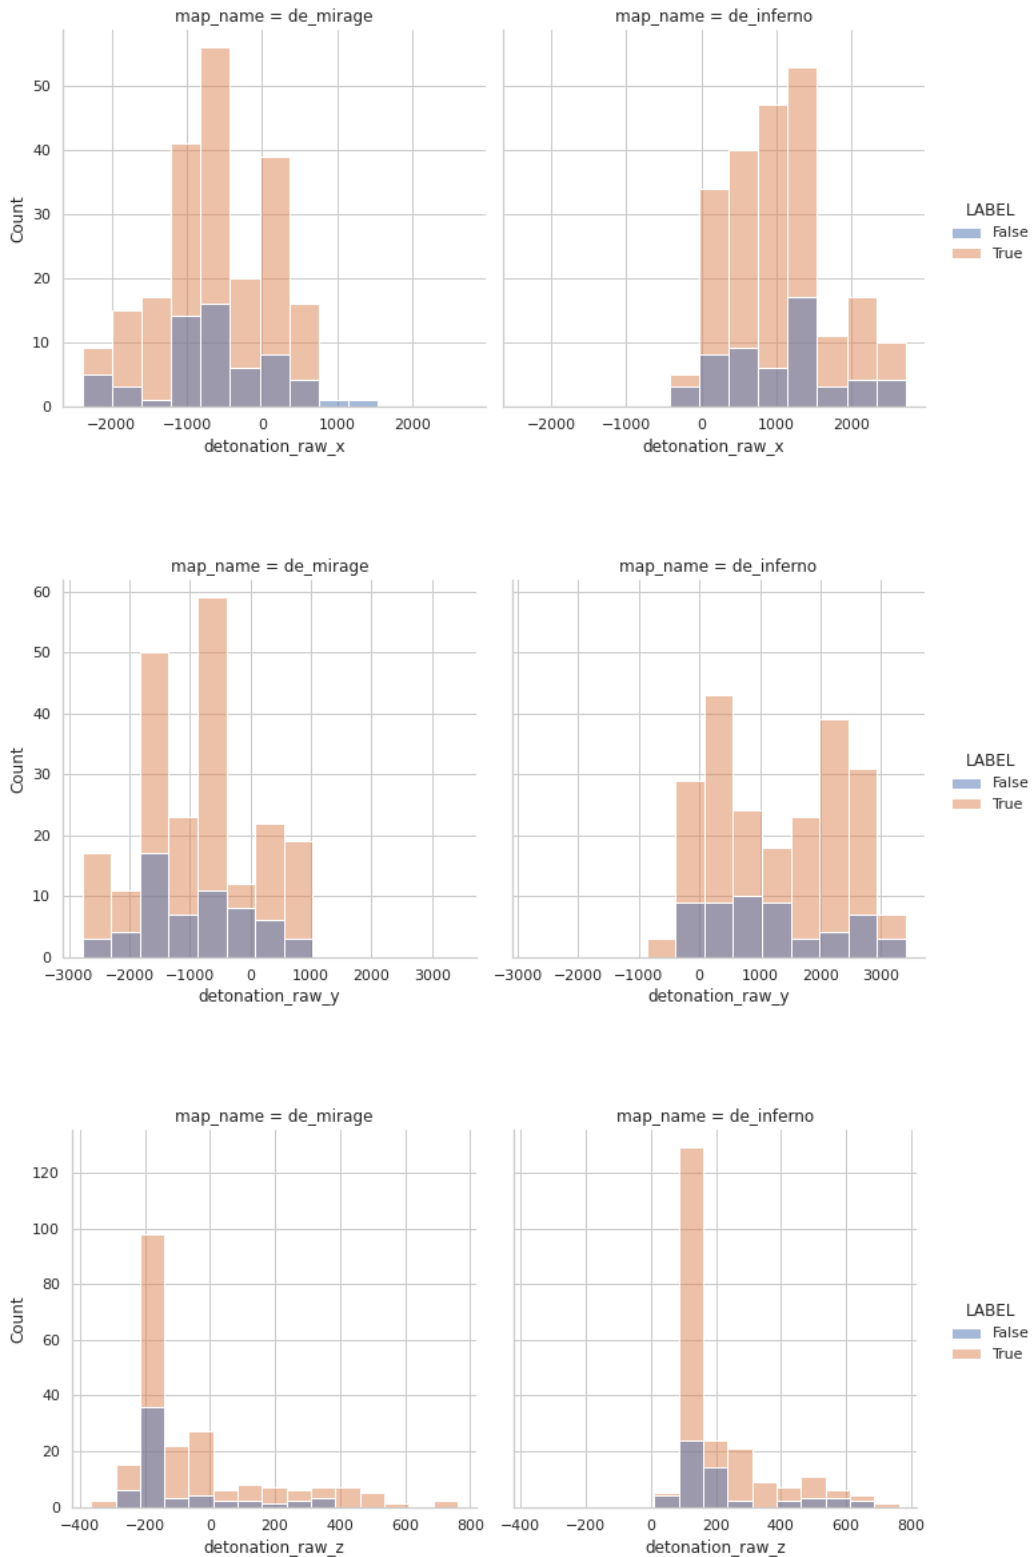 map_name = de_mirage
map_name = de_inferno
50
40
30
20
10
0
Count
−2000 −1000 0 1000 2000
detonation_raw_x
−2000 −1000 0 1000 2000
detonation_raw_x
LABEL
False
True
map_name = de_mirage
map_name = de_inferno
60
50
40
30
20
10
0
Count
−3000 −2000 −1000 0 1000 2000 3000
detonation_raw_y
−3000 −2000 −1000 0 1000 2000 3000
detonation_raw_y
LABEL
False
True
map_name = de_mirage
map_name = de_inferno
120
100
80
60
40
20
0
Count
−400 −200 0 200 400 600 800
detonation_raw_z
−400 −200 0 200 400 600 800
detonation_raw_z
LABEL
False
True